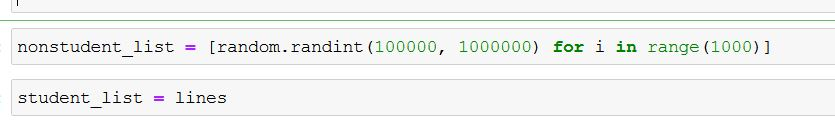 nonstudent_list = [random.randint(100000, 1000000) for i in range(1000)]
student_list = lines